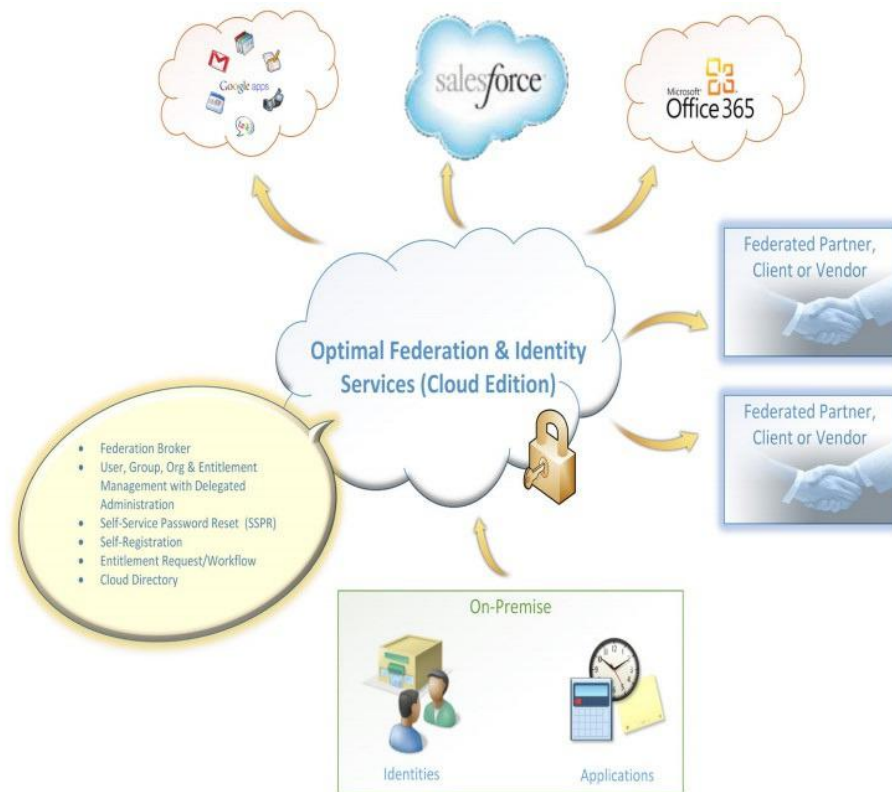 Google apps
salesforce
Microsoft
Office 365
Federated Partner,
Client or Vendor
Optimal Federation & Identity
Services (Cloud Edition)
Federated Partner,
Client or Vendor
• Federation Broker
• User, Group, Org & Entitlement
Management with Delegated
Administration
• Self-Service Password Reset (SSPR)
• Self-Registration
• Entitlement Request/Workflow
• Cloud Directory
On-Premise
Identities
Applications